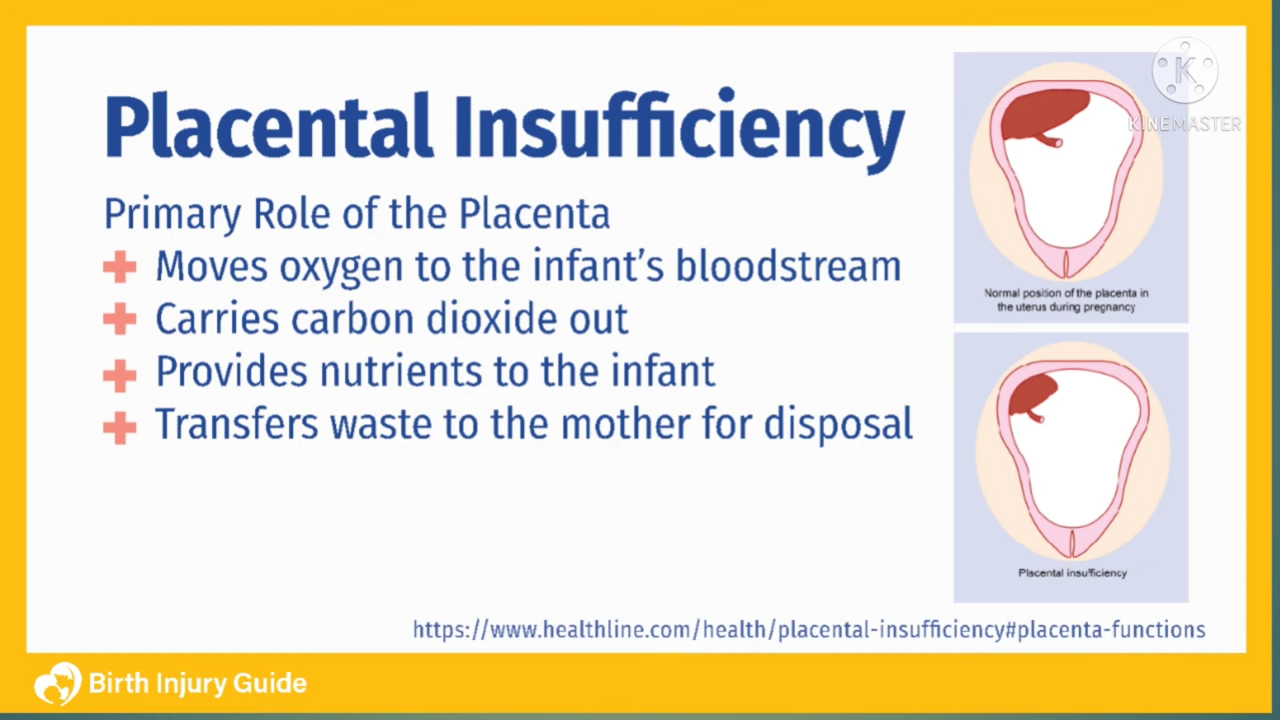 Placental Insufficiency
Primary Role of the Placenta
Moves oxygen to the infant's bloodstream
Carries carbon dioxide out
Provides nutrients to the infant
Transfers waste to the mother for disposal
K
KINEMASTER
Normal position of the placenta in
the uterus during pregnancy
Placental insufficiency
https://www.healthline.com/health/placental-insufficiency#placenta-functions
Birth Injury Guide